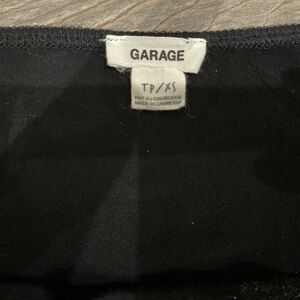 GARAGE
TP/XS
FAIT AU CAMBODGE
MADE IN CAMBODIA